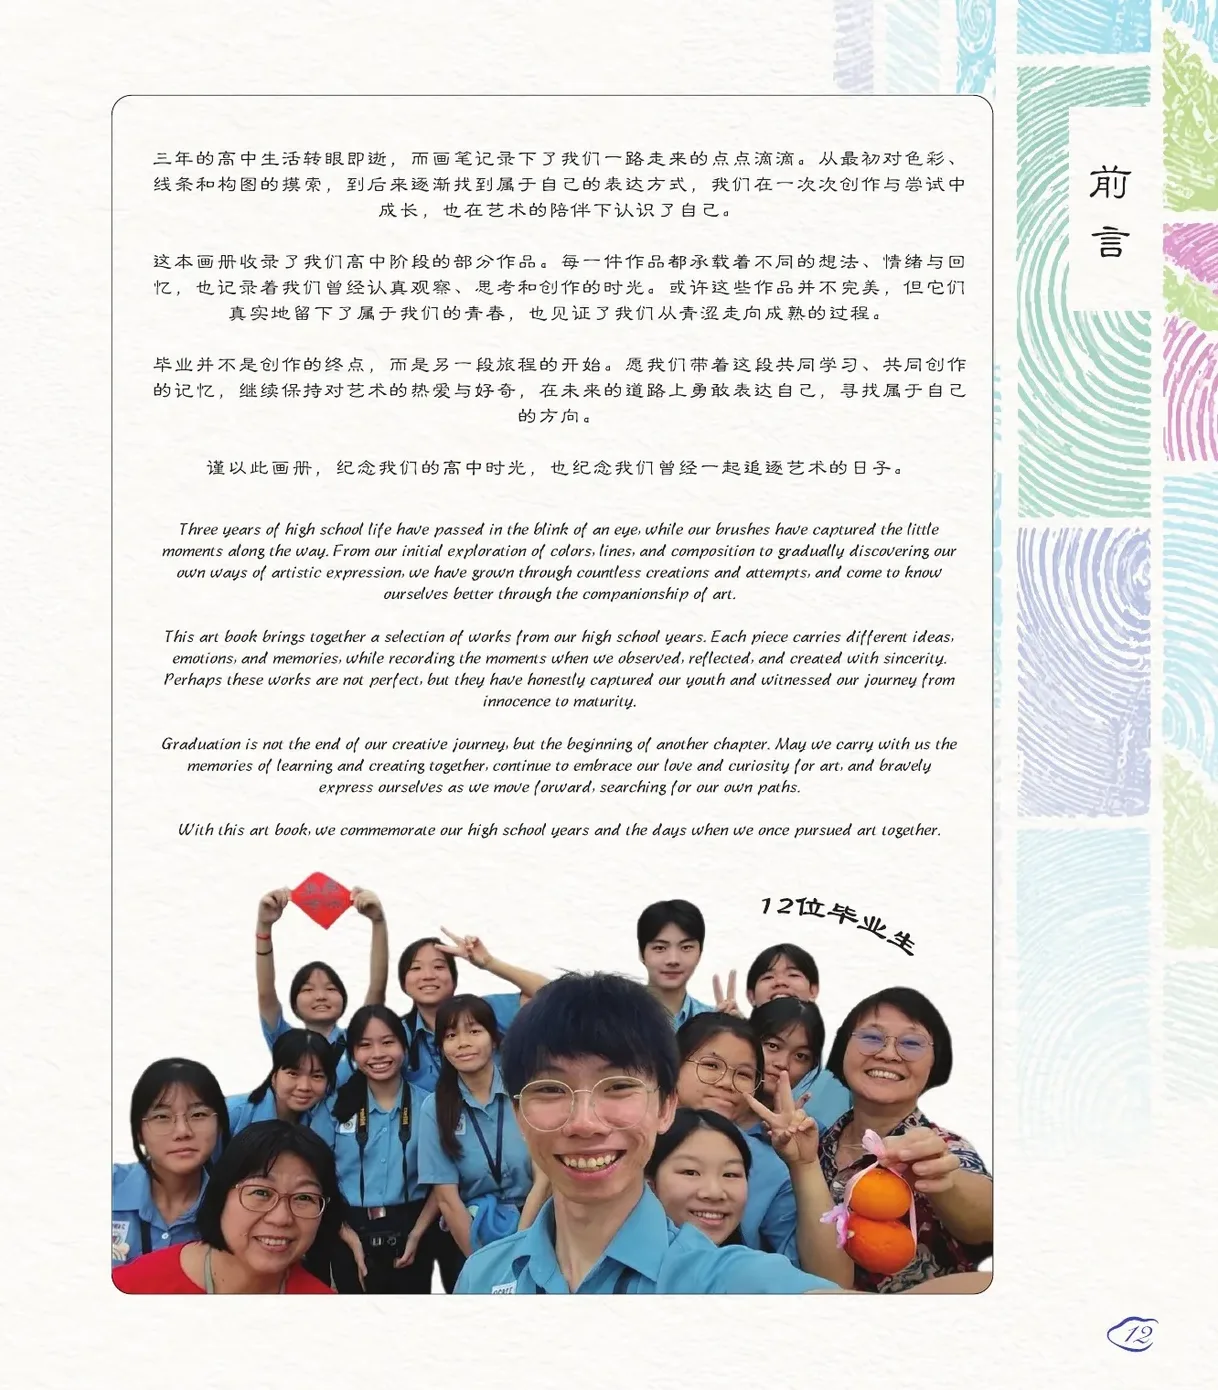 前言
三年的高中生活转眼即逝，而画笔记录下了我们一路走来的点点滴滴。从最初对色彩、
线条和构图的摸索，到后来逐渐找到属于自己的表达方式，我们在一次次创作与尝试中
成长，也在艺术的陪伴下认识了自己。
这本画册收录了我们高中阶段的部分作品。每一件作品都承载着不同的想法、情绪与回
忆，也记录着我们曾经认真观察、思考和创作的时光。或许这些作品并不完美，但它们
真实地留下了属于我们的青春，也见证了我们从青涩走向成熟的过程。
毕业并不是创作的终点，而是另一段旅程的开始。愿我们带着这段共同学习、共同创作
的记忆，继续保持对艺术的热爱与好奇，在未来的道路上勇敢表达自己，寻找属于自己
的方向。
谨以此画册，纪念我们的高中时光，也纪念我们曾经一起追逐艺术的日子。
Three years of high school life have passed in the blink of an eye, while our brushes have captured the little
moments along the way. From our initial exploration of colors, lines, and composition to gradually discovering our
own ways of artistic expression, we have grown through countless creations and attempts, and come to know
ourselves better through the companionship of art.
This art book brings together a selection of works from our high school years. Each piece carries different ideas,
emotions, and memories, while recording the moments when we observed, reflected, and created with sincerity.
Perhaps these works are not perfect, but they have honestly captured our youth and witnessed our journey from
innocence to maturity.
Graduation is not the end of our creative journey, but the beginning of another chapter. May we carry with us the
memories of learning and creating together, continue to embrace our love and curiosity for art, and bravely
express ourselves as we move forward, searching for our own paths.
With this art book, we commemorate our high school years and the days when we once pursued art together.
12位毕业生
12